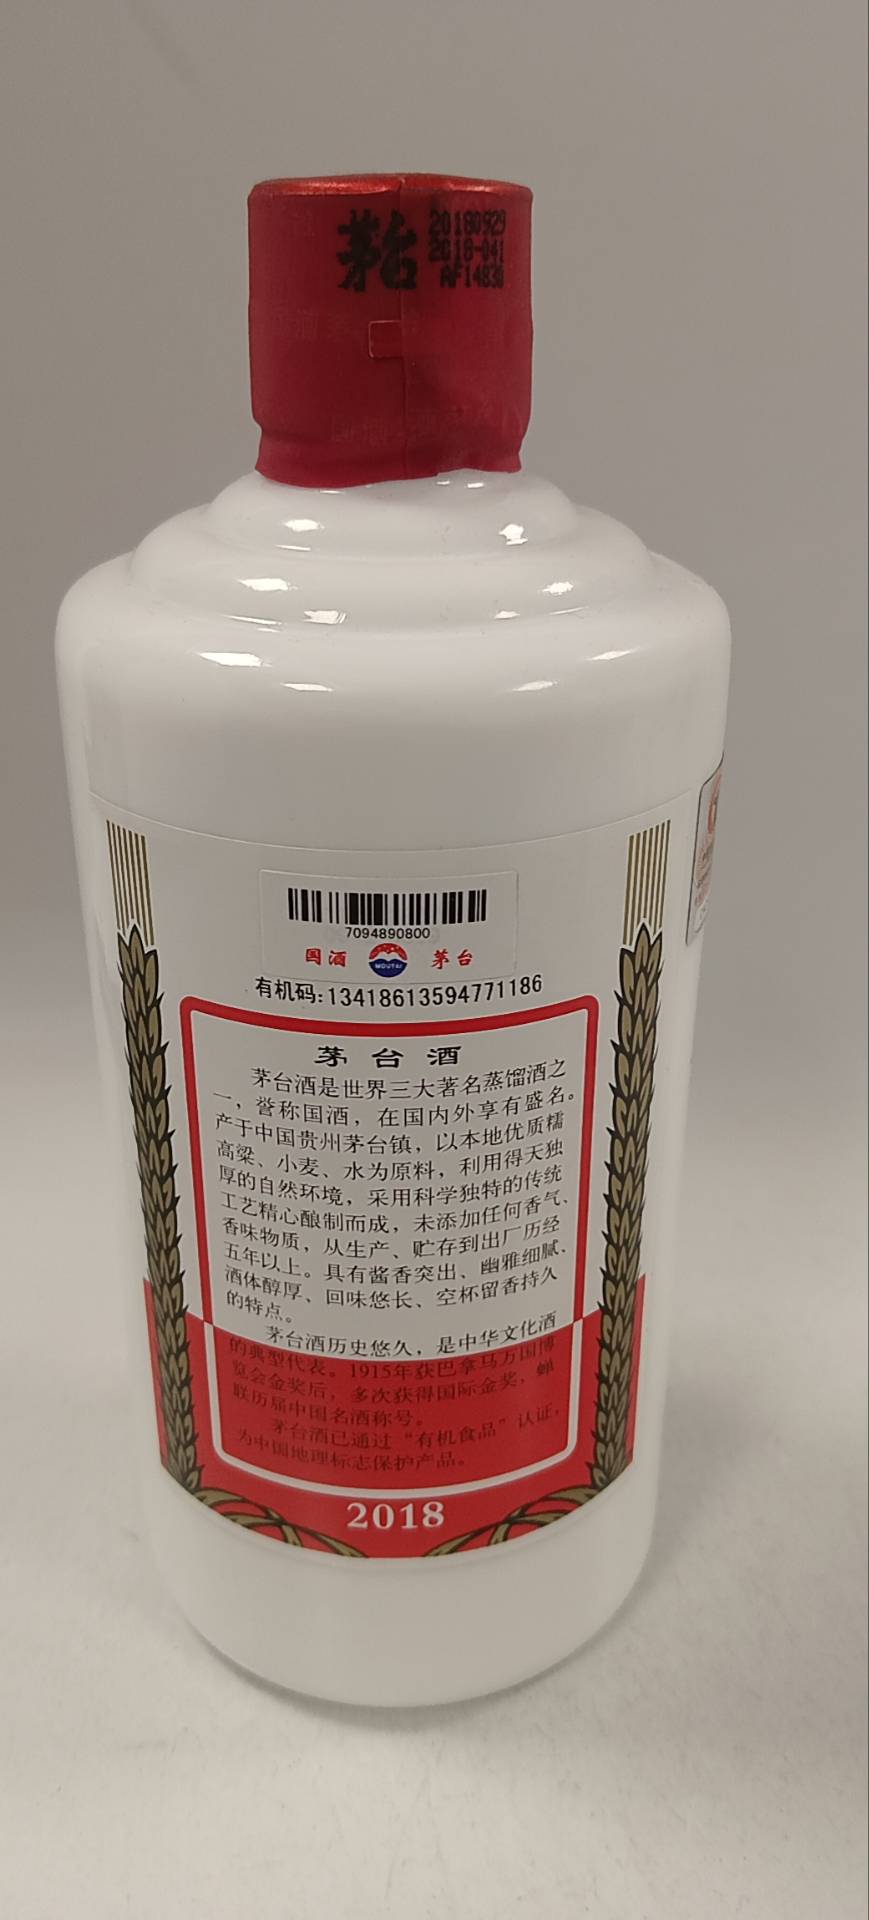 茅台
20180929
2018-041
AF14830
7094890800
国酒 MOUTAI 茅台
有机码:13418613594771186
茅台酒
茅台酒是世界三大著名蒸馏酒之
一，誉称国酒，在国内外享有盛名。
产于中国贵州茅台镇，以本地优质糯
高粱、小麦、水为原料，利用得天独
厚的自然环境，采用科学独特的传统
工艺精心酿制而成，未添加任何香气、
香味物质，从生产、贮存到出厂历经
五年以上。具有酱香突出、幽雅细腻、
酒体醇厚、回味悠长、空杯留香持久
的特点。
茅台酒历史悠久，是中华文化酒
的典型代表。1915年获巴拿马万国博
览会金奖后，多次获得国际金奖，蝉
联历届中国名酒称号。
茅台酒已通过“有机食品”认证，
为中国地理标志保护产品。
2018